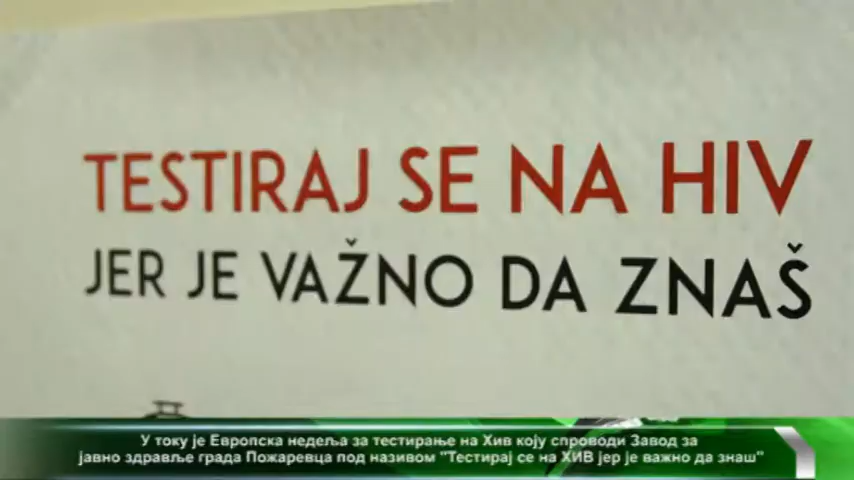 TESTIRAJ SE NA HIV
JER JE VAŽNO DA ZNAŠ
У току је Европска недеља за тестирање на Хив коју спроводи Завод за
јавно здравље града Пожаревца под називом "Тестирај се на ХИВ јер је важно да знаш"